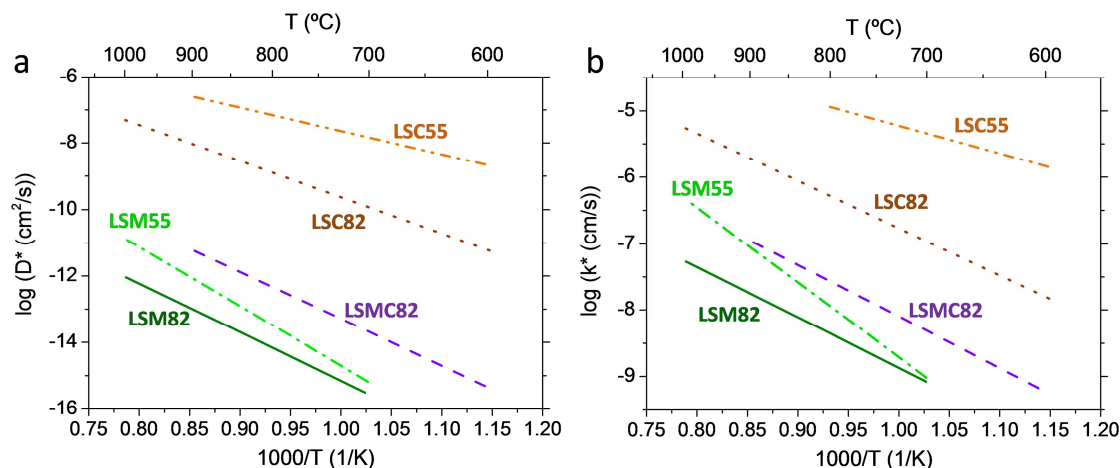 a
T (ºC)
1000 900 800 700 600
-6
-8
-10
-12
-14
-16
log (D* (cm²/s))
LSC55
LSC82
LSM55
LSMC82
LSM82
0.75 0.80 0.85 0.90 0.95 1.00 1.05 1.10 1.15 1.20
1000/T (1/K)
b
T (ºC)
1000 900 800 700 600
-5
-6
-7
-8
-9
log (k* (cm/s))
LSC55
LSC82
LSM55
LSMC82
LSM82
0.75 0.80 0.85 0.90 0.95 1.00 1.05 1.10 1.15 1.20
1000/T (1/K)